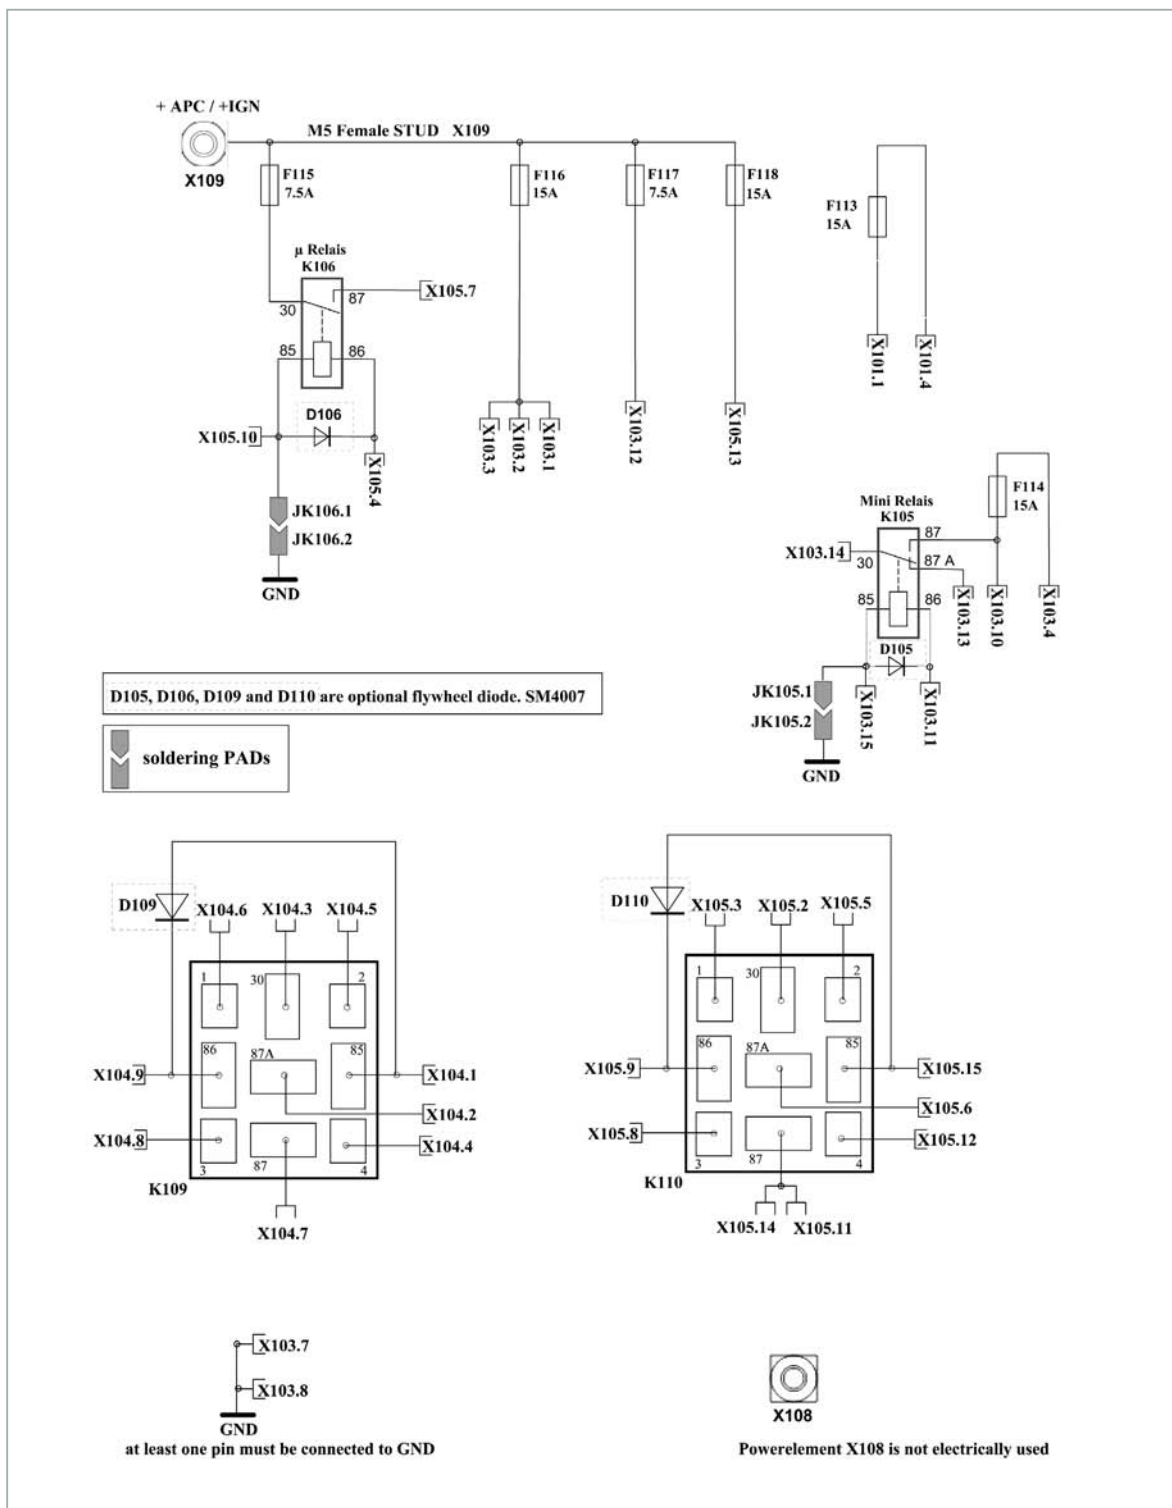 + APC / +IGN
M5 Female STUD X109
X109
F115
7.5A
F116
15A
F117
7.5A
F118
15A
F113
15A
µ Relais
K106
87
30
X105.7
85
86
X101.1
X101.4
D106
X105.10
X105.4
X103.3
X103.2
X103.1
X103.12
X105.13
JK106.1
JK106.2
GND
F114
15A
Mini Relais
K105
87
X103.14
30
87 A
85
86
X103.13
X103.10
X103.4
D105
JK105.1
JK105.2
X103.15
X103.11
GND
D105, D106, D109 and D110 are optional flywheel diode. SM4007
soldering PADs
D109
X104.6
X104.3
X104.5
1
30
2
86
87A
85
X104.9
X104.1
X104.2
X104.8
X104.4
3
87
4
K109
X104.7
D110
X105.3
X105.2
X105.5
1
30
2
86
87A
85
X105.9
X105.15
X105.6
X105.8
X105.12
3
87
4
K110
X105.14
X105.11
X103.7
X103.8
GND
at least one pin must be connected to GND
X108
Powerelement X108 is not electrically used